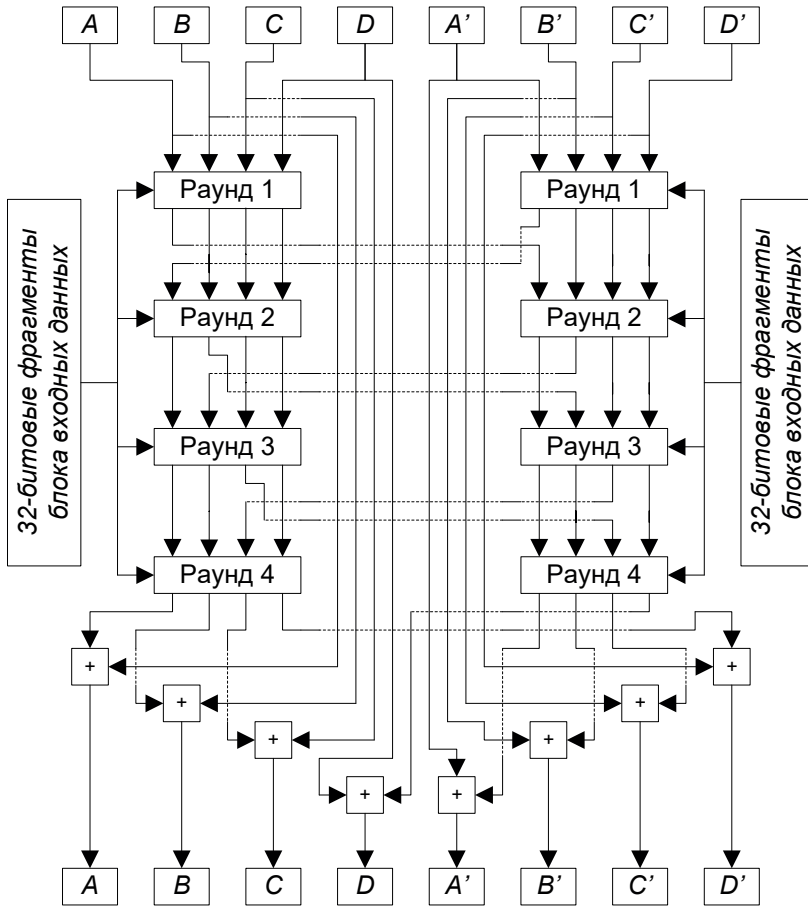 A B C D A’ B’ C’ D’
Раунд 1 Раунд 1
32-битовые фрагменты
блока входных данных
32-битовые фрагменты
блока входных данных
Раунд 2 Раунд 2
Раунд 3 Раунд 3
Раунд 4 Раунд 4
+ +
+ +
+ +
+ +
A B C D A’ B’ C’ D’